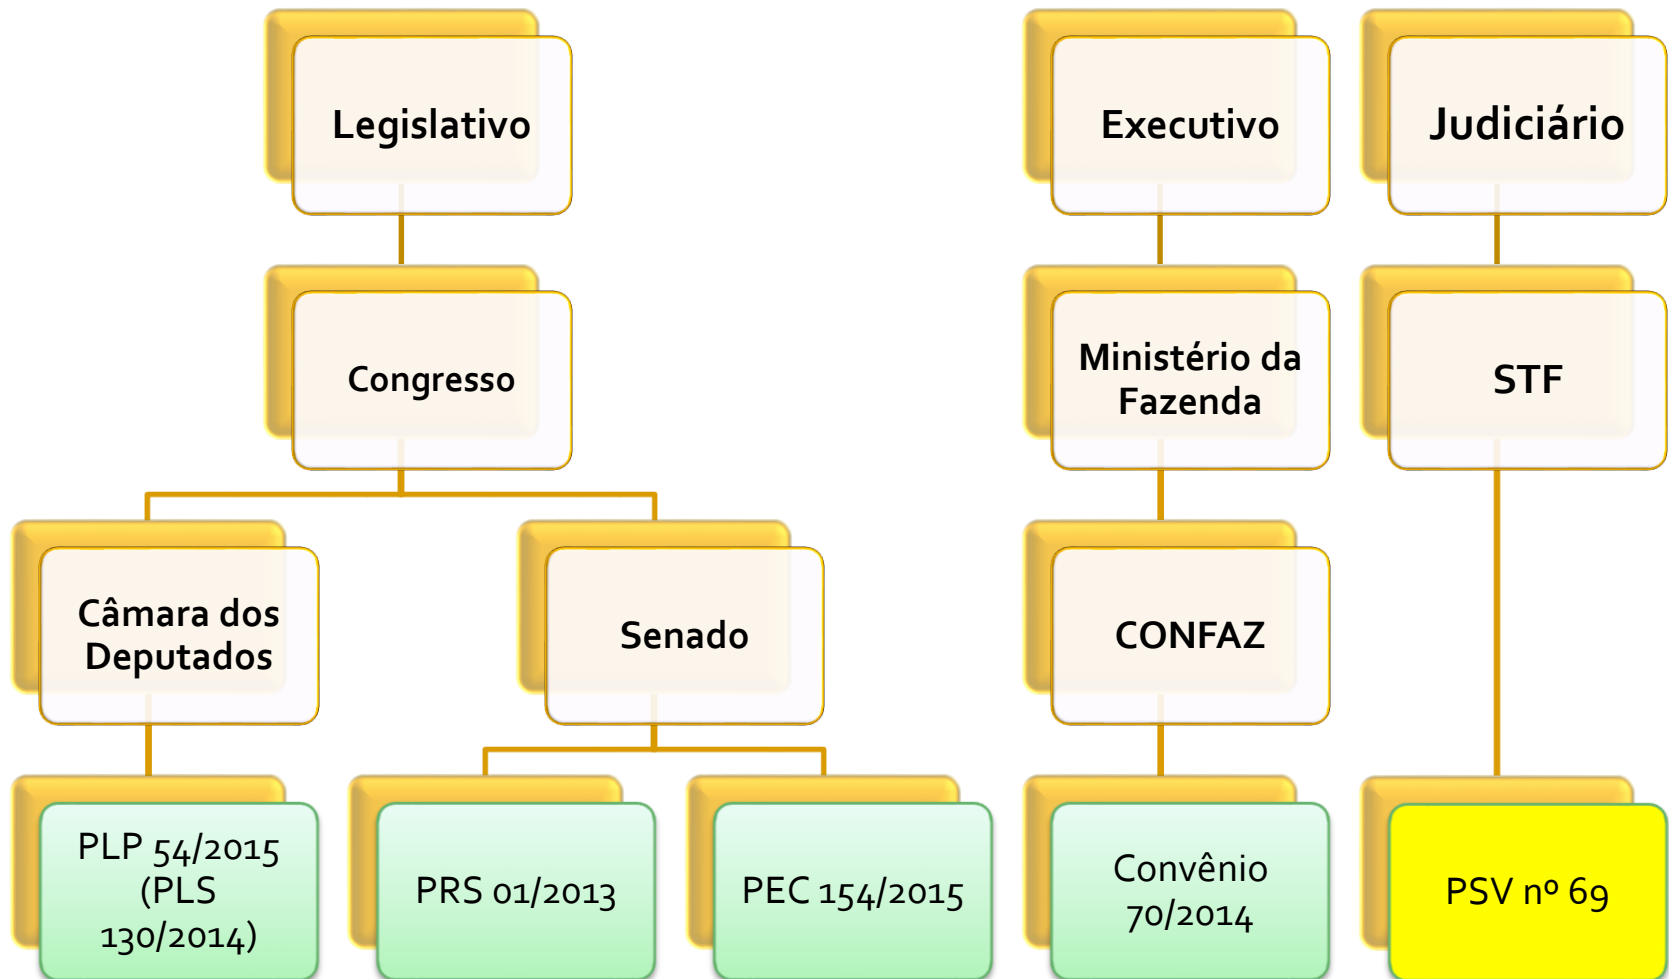 Legislativo
Executivo
Judiciário
Congresso
Ministério da
Fazenda
STF
Câmara dos
Deputados
Senado
CONFAZ
PLP 54/2015
(PLS
130/2014)
PRS 01/2013
PEC 154/2015
Convênio
70/2014
PSV nº 69